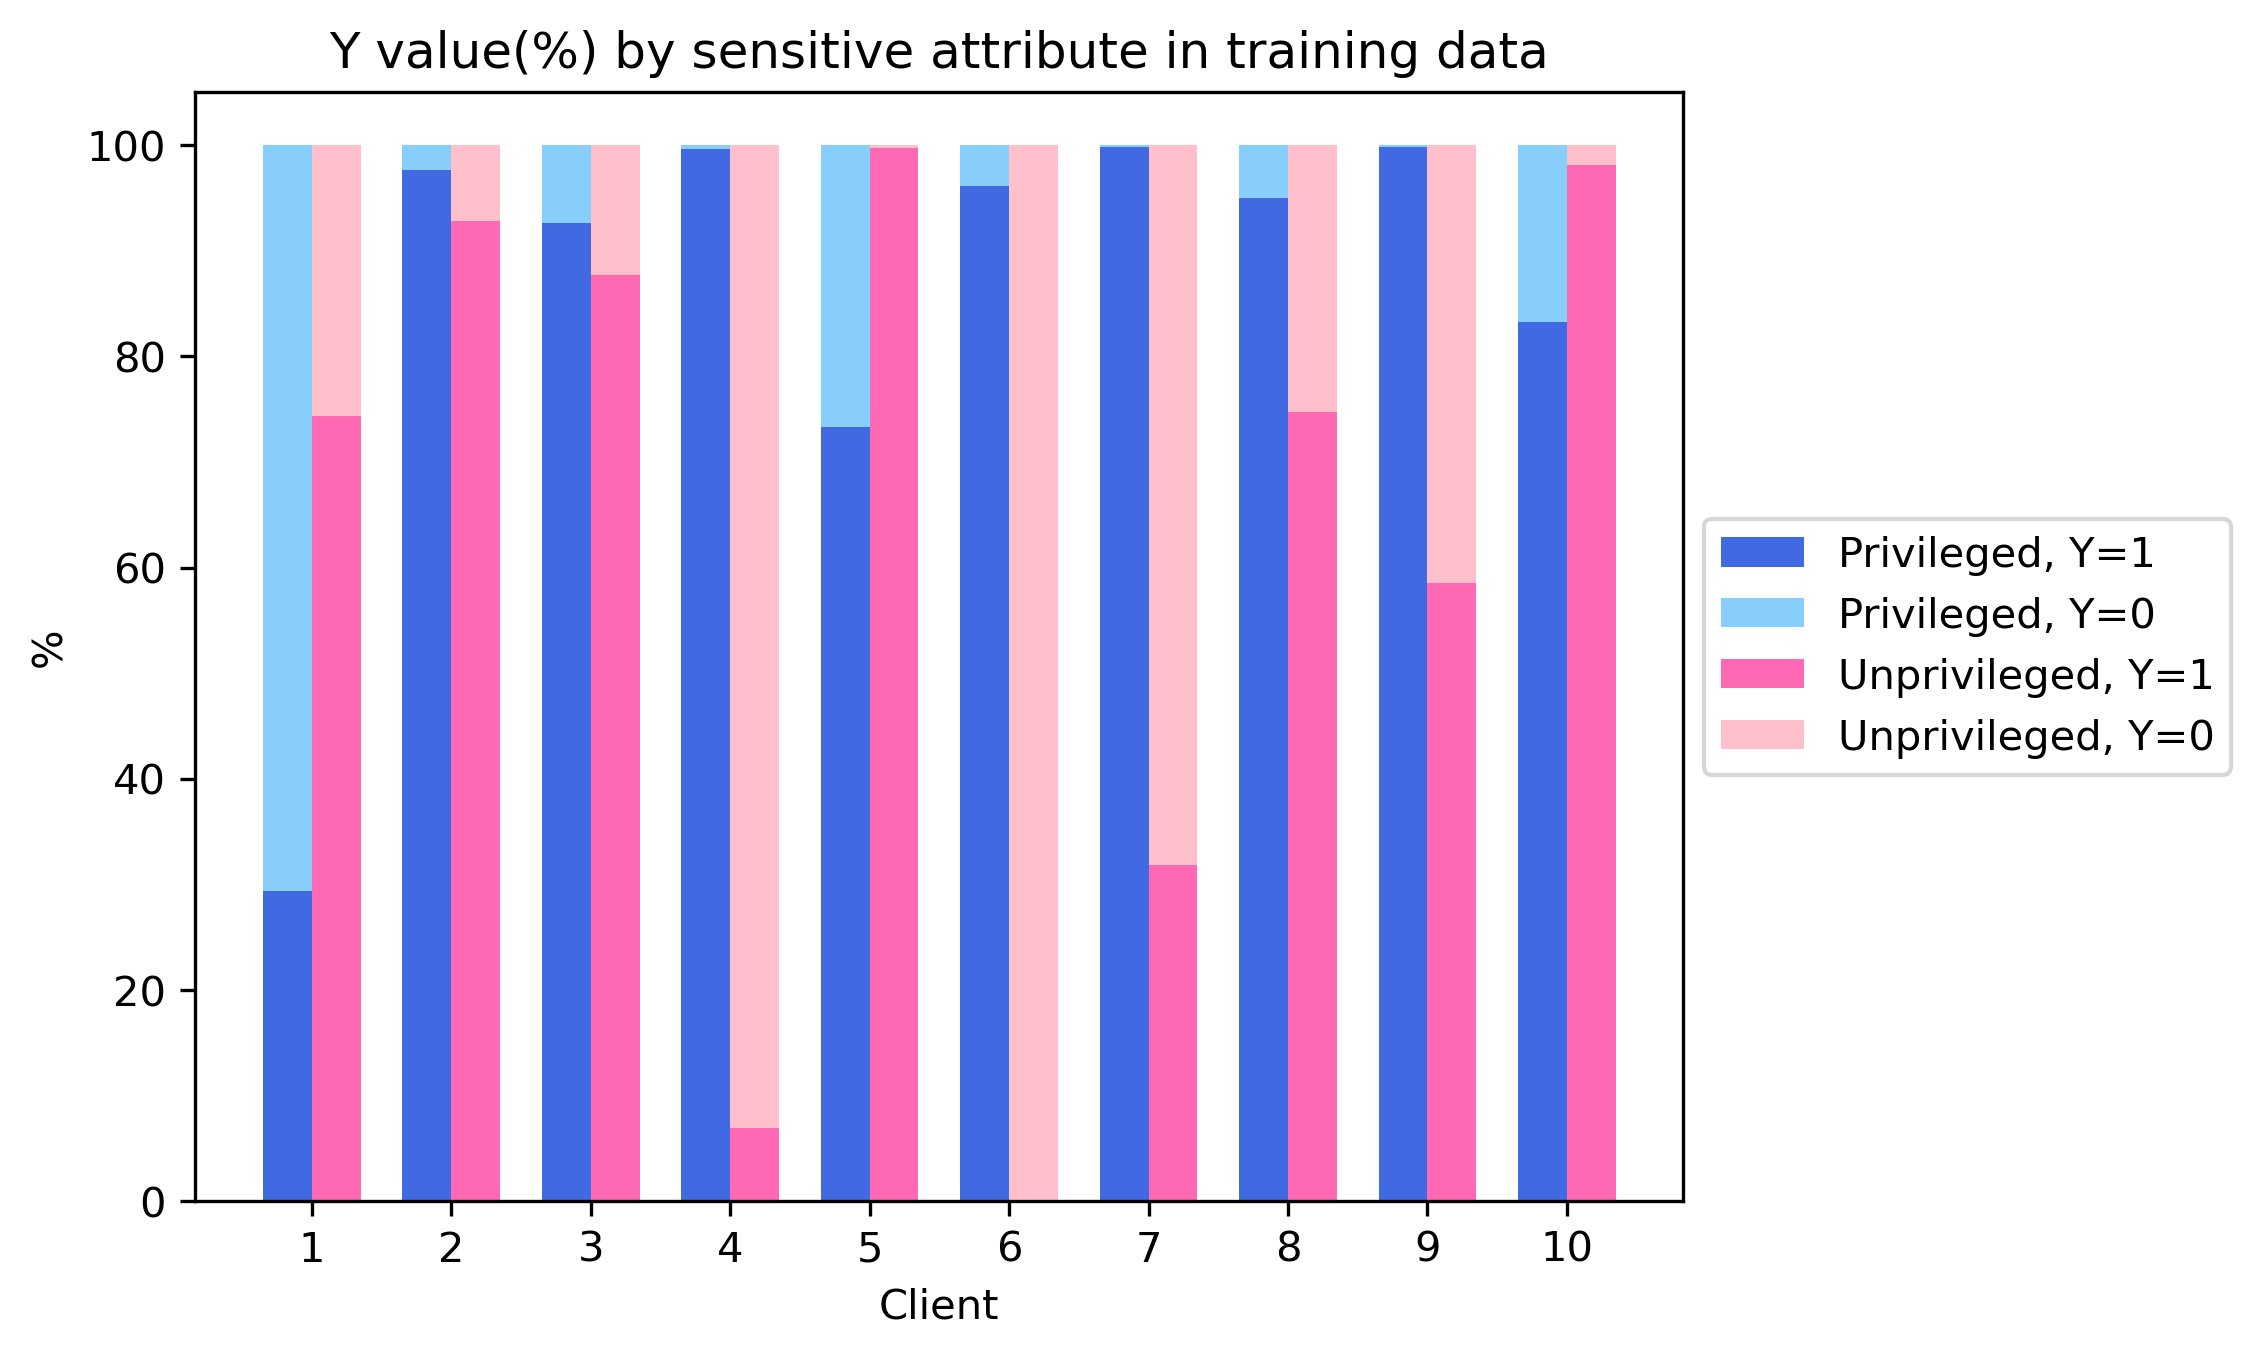 Y value(%) by sensitive attribute in training data
100
80
60
40
20
0
%
1 2 3 4 5 6 7 8 9 10
Client
Privileged, Y=1
Privileged, Y=0
Unprivileged, Y=1
Unprivileged, Y=0